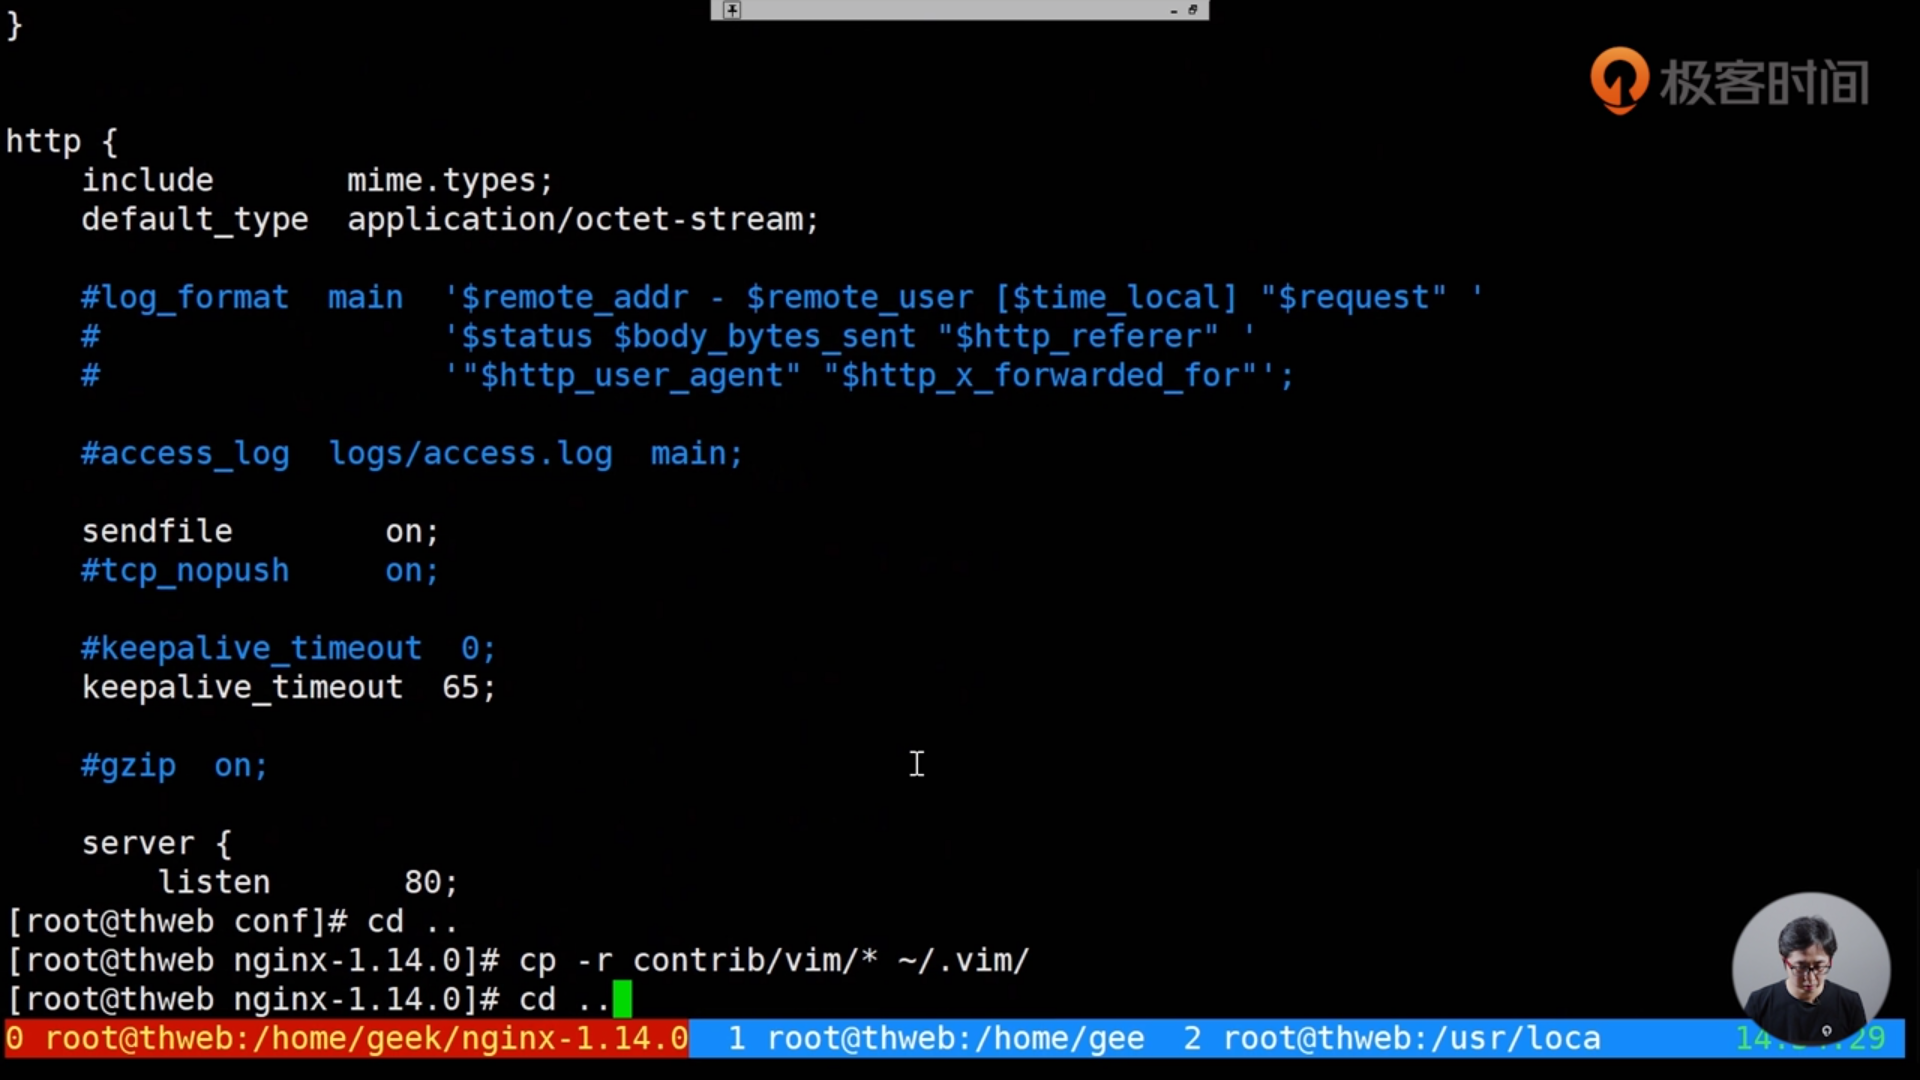 }
极客时间
http {
    include       mime.types;
    default_type  application/octet-stream;
    #log_format  main  '$remote_addr - $remote_user [$time_local] "$request" '
    #                  '$status $body_bytes_sent "$http_referer" '
    #                  '"$http_user_agent" "$http_x_forwarded_for"';
    #access_log  logs/access.log  main;
    sendfile        on;
    #tcp_nopush     on;
    #keepalive_timeout  0;
    keepalive_timeout  65;
    #gzip  on;
    server {
        listen       80;
[root@thweb conf]# cd ..
[root@thweb nginx-1.14.0]# cp -r contrib/vim/* ~/.vim/
[root@thweb nginx-1.14.0]# cd ..
0 root@thweb:/home/geek/nginx-1.14.0  1 root@thweb:/home/gee  2 root@thweb:/usr/loca